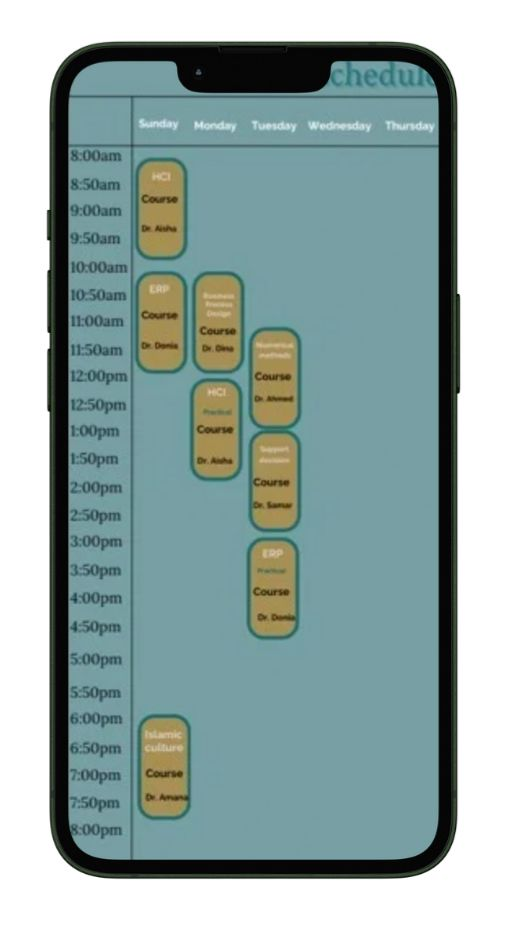 chedule
Sunday Monday Tuesday Wednesday Thursday
8:00am
8:50am
9:00am
9:50am
10:00am
10:50am
11:00am
11:50am
12:00pm
12:50pm
1:00pm
1:50pm
2:00pm
2:50pm
3:00pm
3:50pm
4:00pm
4:50pm
5:00pm
5:50pm
6:00pm
6:50pm
7:00pm
7:50pm
8:00pm
HCI
Course
Dr. Aisha
ERP
Course
Dr. Donia
Islamic
culture
Course
Dr. Amana
Business
Process
Design
Course
Dr. Dina
HCI
Practical
Course
Dr. Aisha
Numerical
methods
Course
Dr. Ahmed
Support
decision
Course
Dr. Samar
ERP
Practical
Course
Dr. Donia